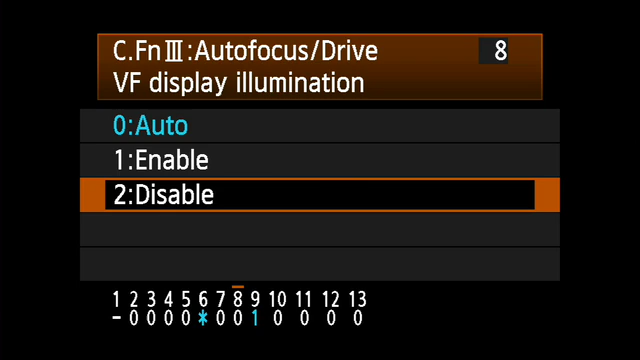 C.FnⅢ:Autofocus/Drive 8
VF display illumination
0:Auto
1:Enable
2:Disable
1 2 3 4 5 6 7 8 9 10 11 12 13
- 0 0 0 0 * 0 0 1 0 0 0 0